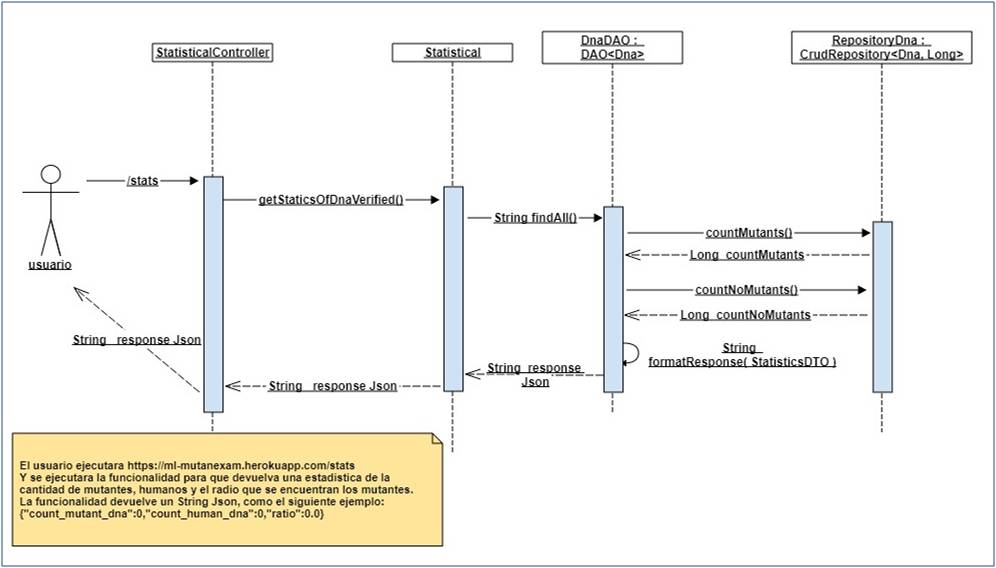 StatisticalController
Statistical
DnaDAO :
DAO<Dna>
RepositoryDna :
CrudRepository<Dna, Long>
usuario
/stats
getStaticsOfDnaVerified()
String findAll()
countMutants()
Long countMutants
countNoMutants()
Long countNoMutants
String
formatResponse( StatisticsDTO )
String response
Json
String response Json
String response Json
El usuario ejecutara https://ml-mutanexam.herokuapp.com/stats
Y se ejecutara la funcionalidad para que devuelva una estadistica de la
cantidad de mutantes, humanos y el radio que se encuentran los mutantes.
La funcionalidad devuelve un String Json, como el siguiente ejemplo:
{"count_mutant_dna":0,"count_human_dna":0,"ratio":0.0}